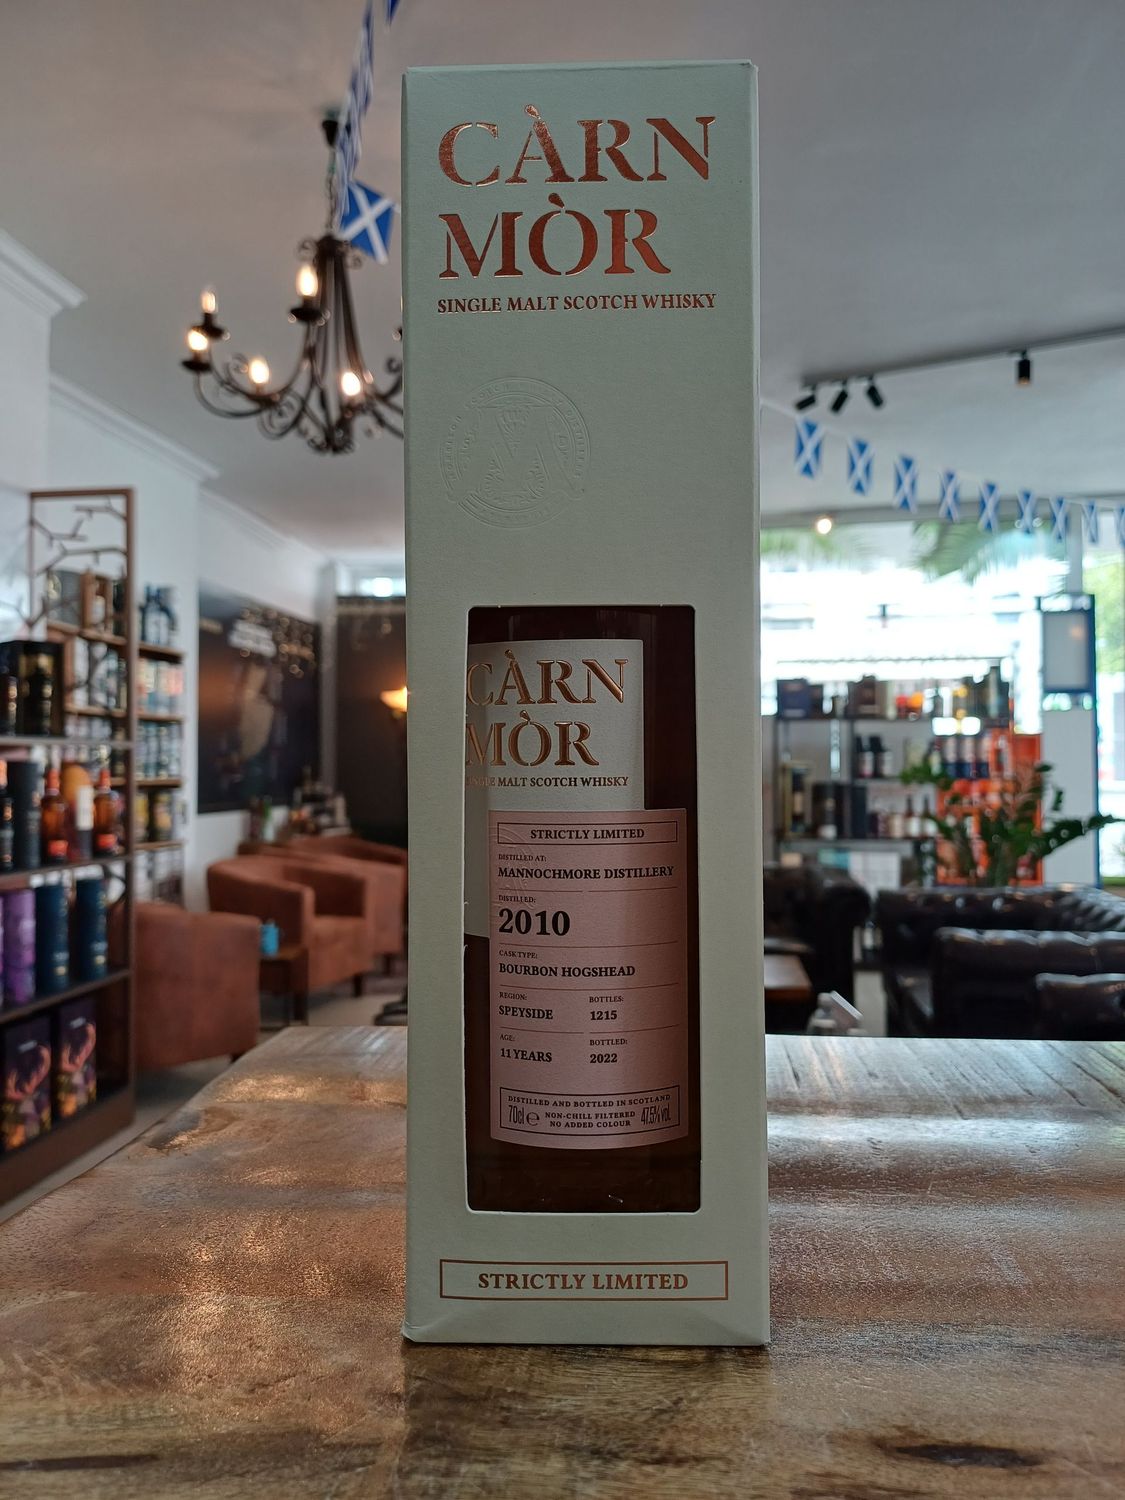 CÀRN
MÒR
SINGLE MALT SCOTCH WHISKY
CÀRN
MÒR
MALT SCOTCH WHISKY
STRICTLY LIMITED
DISTILLED AT:
MANNOCHMORE DISTILLERY
DISTILLED:
2010
CASK TYPE:
BOURBON HOGSHEAD
REGION: BOTTLES:
SPEYSIDE 1215
AGE: BOTTLED:
11 YEARS 2022
DISTILLED AND BOTTLED IN SCOTLAND
70cl e NON-CHILL FILTERED 47.5% vol
NO ADDED COLOUR
STRICTLY LIMITED